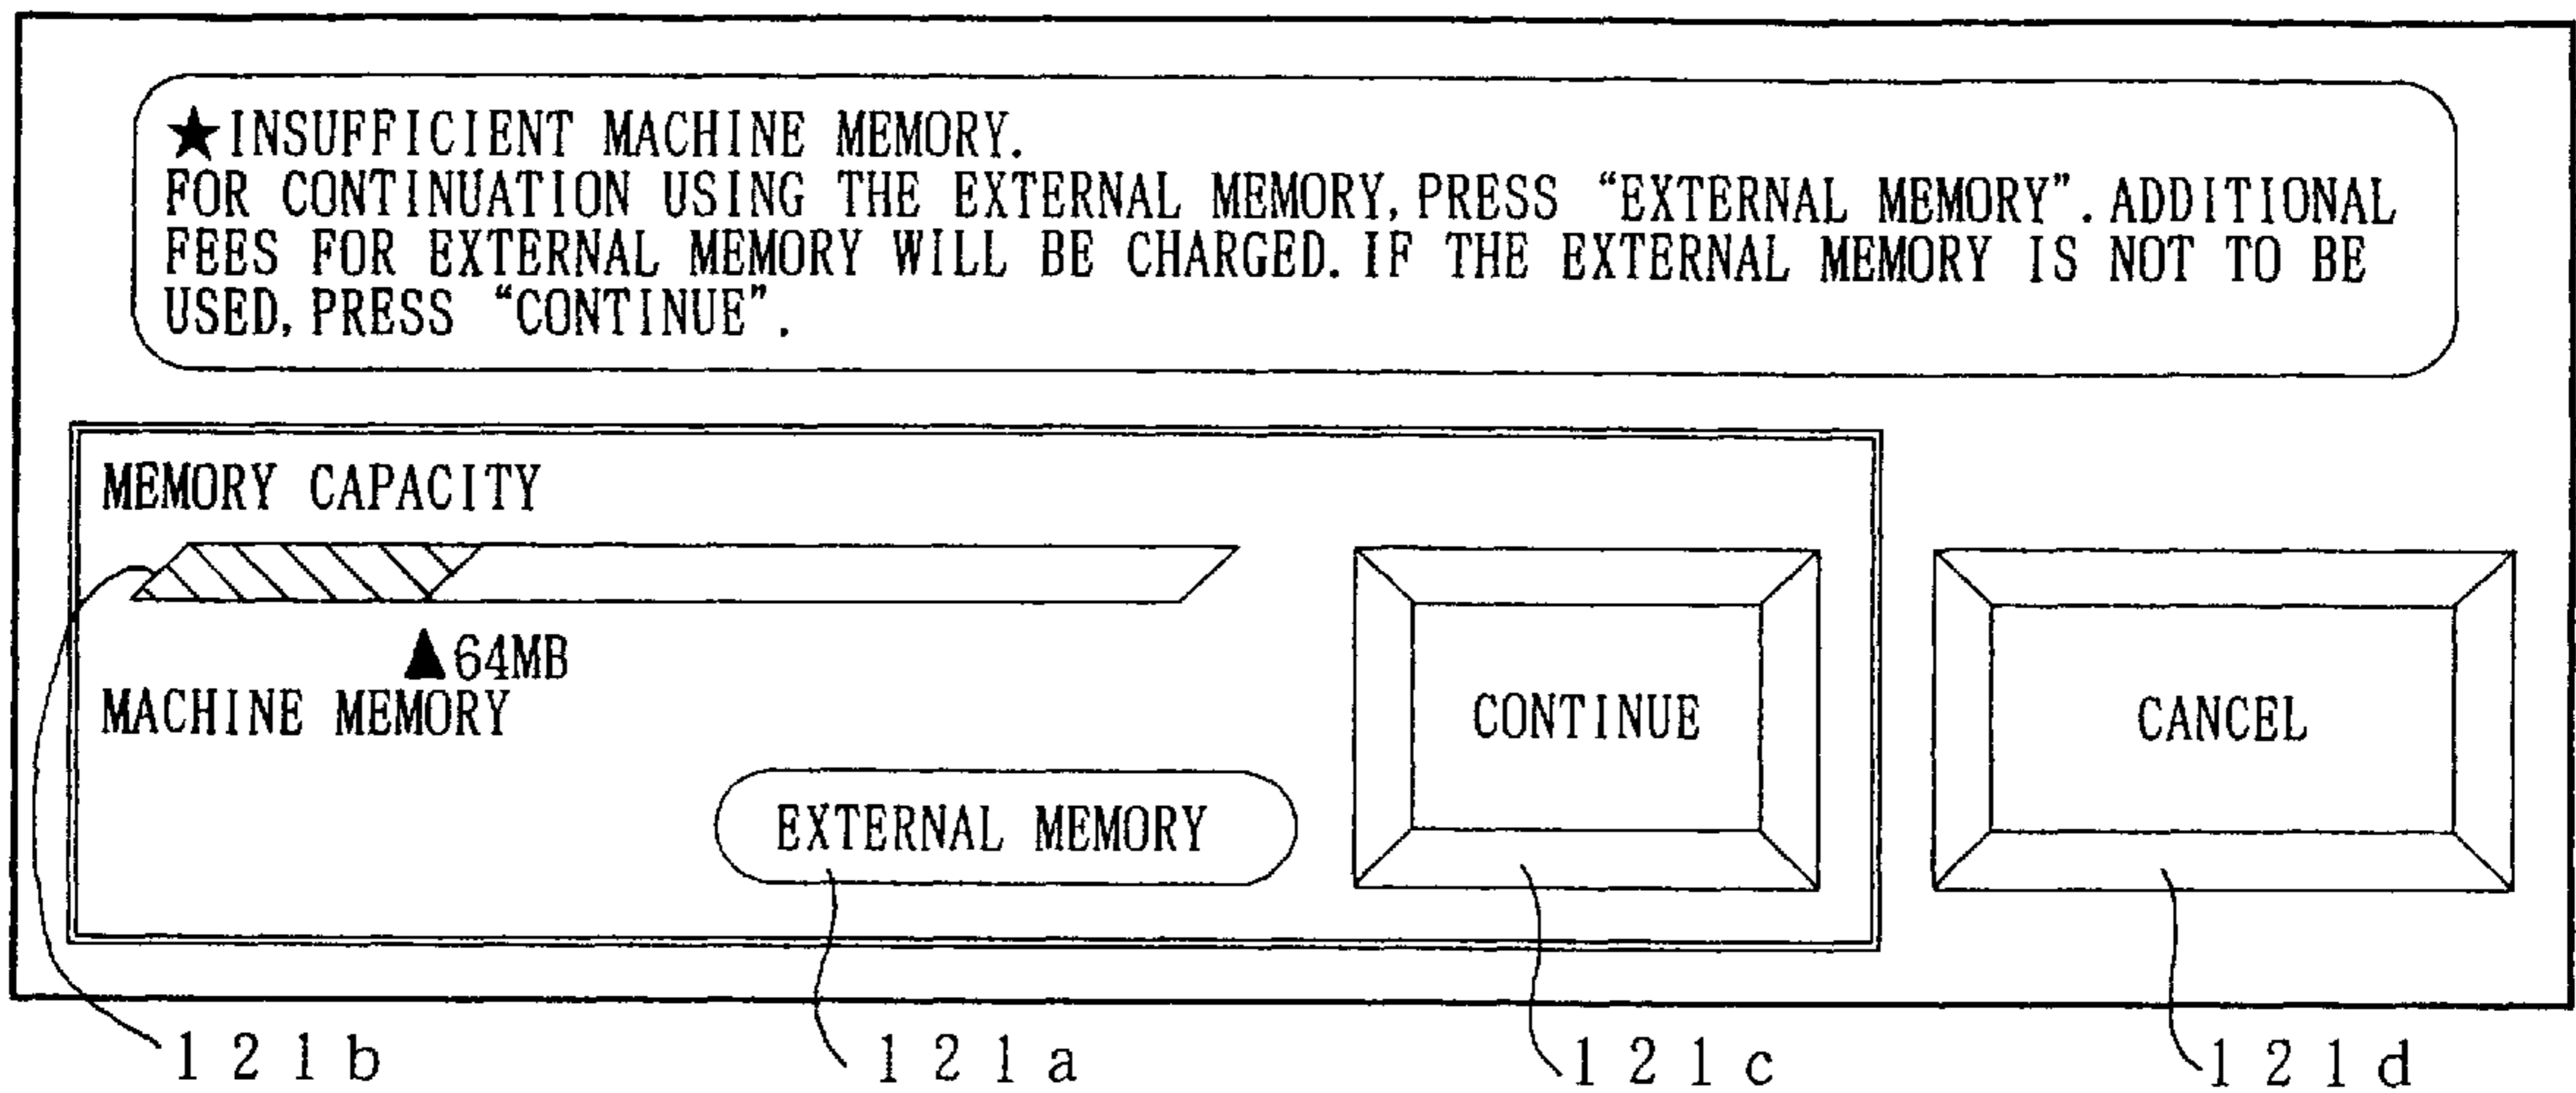 ★INSUFFICIENT MACHINE MEMORY.
FOR CONTINUATION USING THE EXTERNAL MEMORY, PRESS “EXTERNAL MEMORY”. ADDITIONAL
FEES FOR EXTERNAL MEMORY WILL BE CHARGED. IF THE EXTERNAL MEMORY IS NOT TO BE
USED, PRESS “CONTINUE”.
MEMORY CAPACITY
▲64MB
MACHINE MEMORY
EXTERNAL MEMORY
CONTINUE
CANCEL
121b
121a
121c
121d